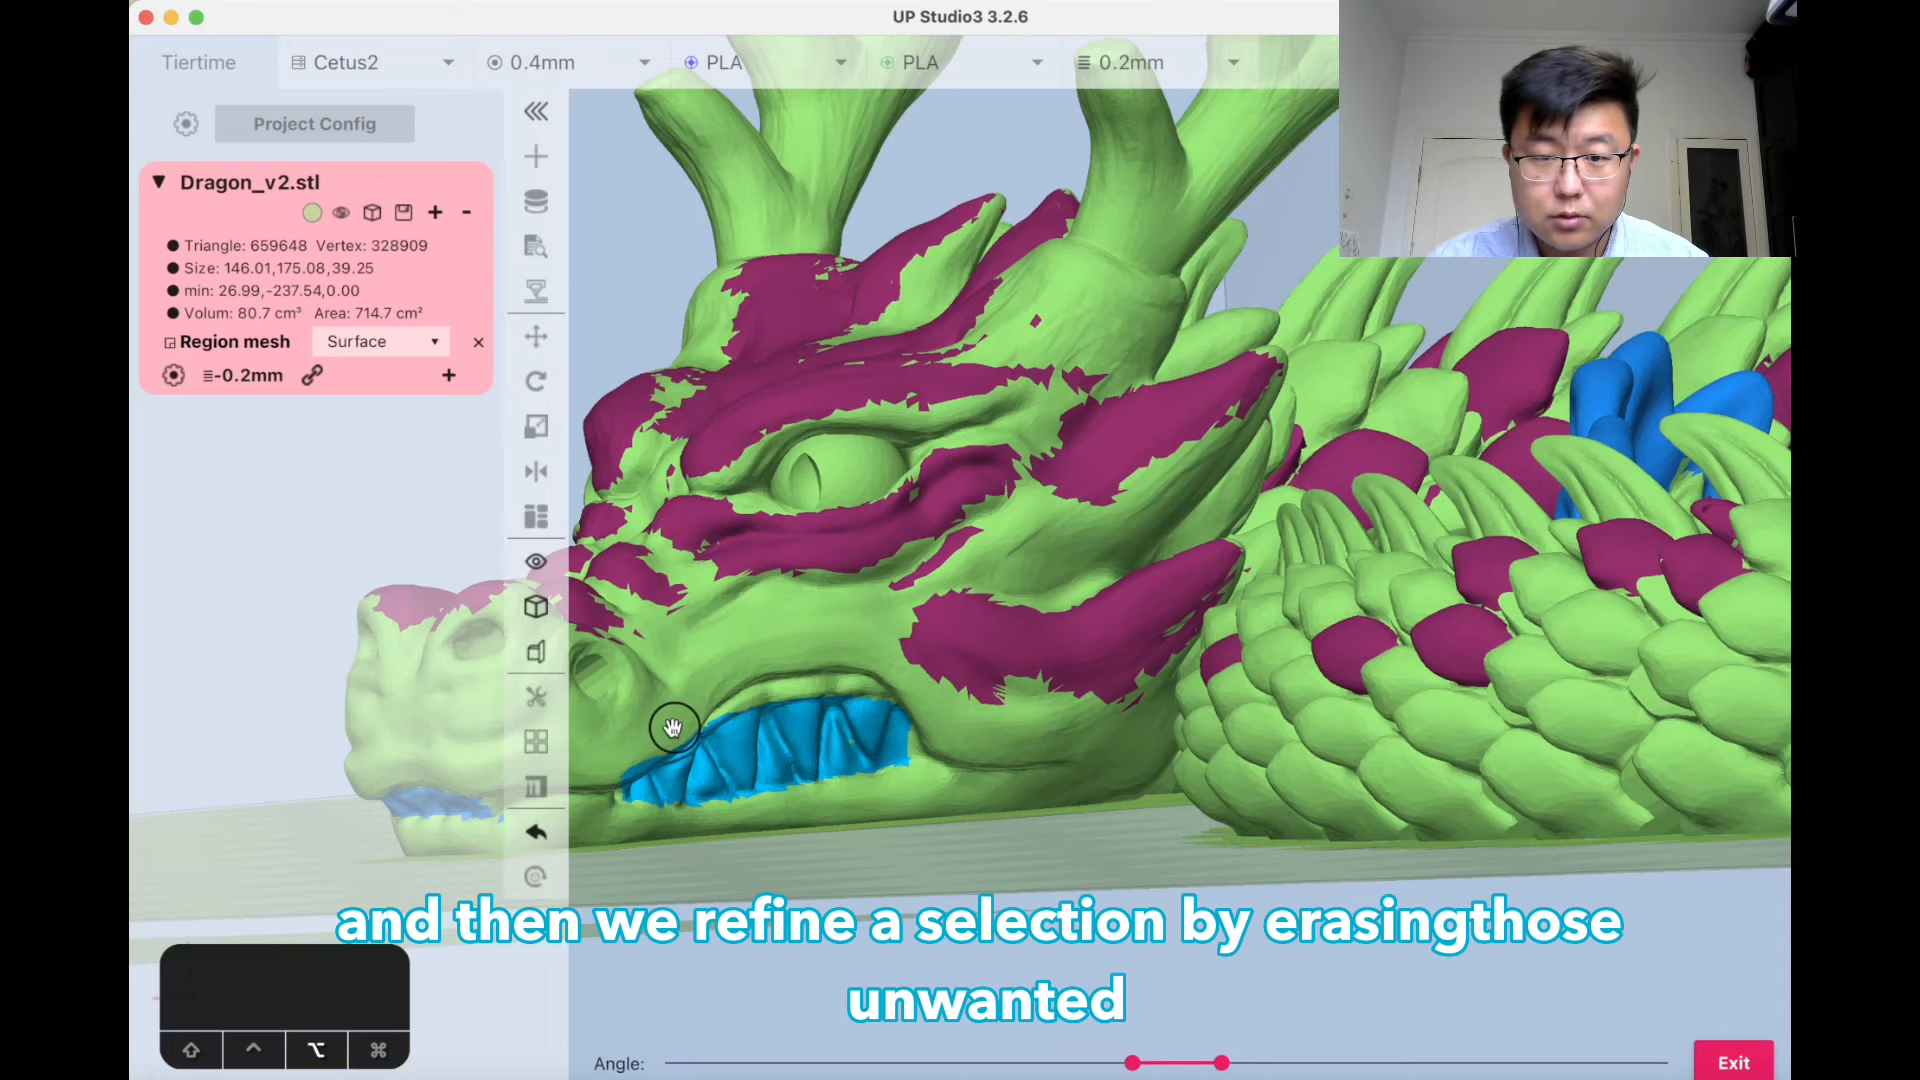 UP Studio3 3.2.6
Tiertime
Cetus2
0.4mm
PLA
PLA
0.2mm
Project Config
Dragon_v2.stl
Triangle: 659648 Vertex: 328909
Size: 146.01,175.08,39.25
min: 26.99,-237.54,0.00
Volum: 80.7 cm³ Area: 714.7 cm²
Region mesh
Surface
-0.2mm
and then we refine a selection by erasingthose
unwanted
Angle:
Exit